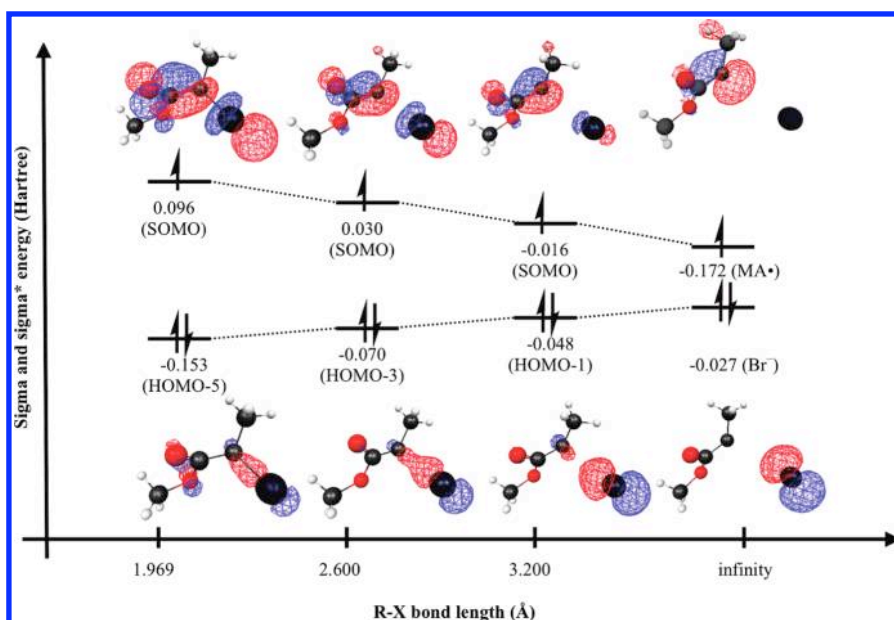 Sigma and sigma* energy (Hartree)
0.096
(SOMO)
0.030
(SOMO)
-0.016
(SOMO)
-0.172 (MA•)
-0.153
(HOMO-5)
-0.070
(HOMO-3)
-0.048
(HOMO-1)
-0.027 (Br⁻)
1.969
2.600
3.200
infinity
R-X bond length (Å)